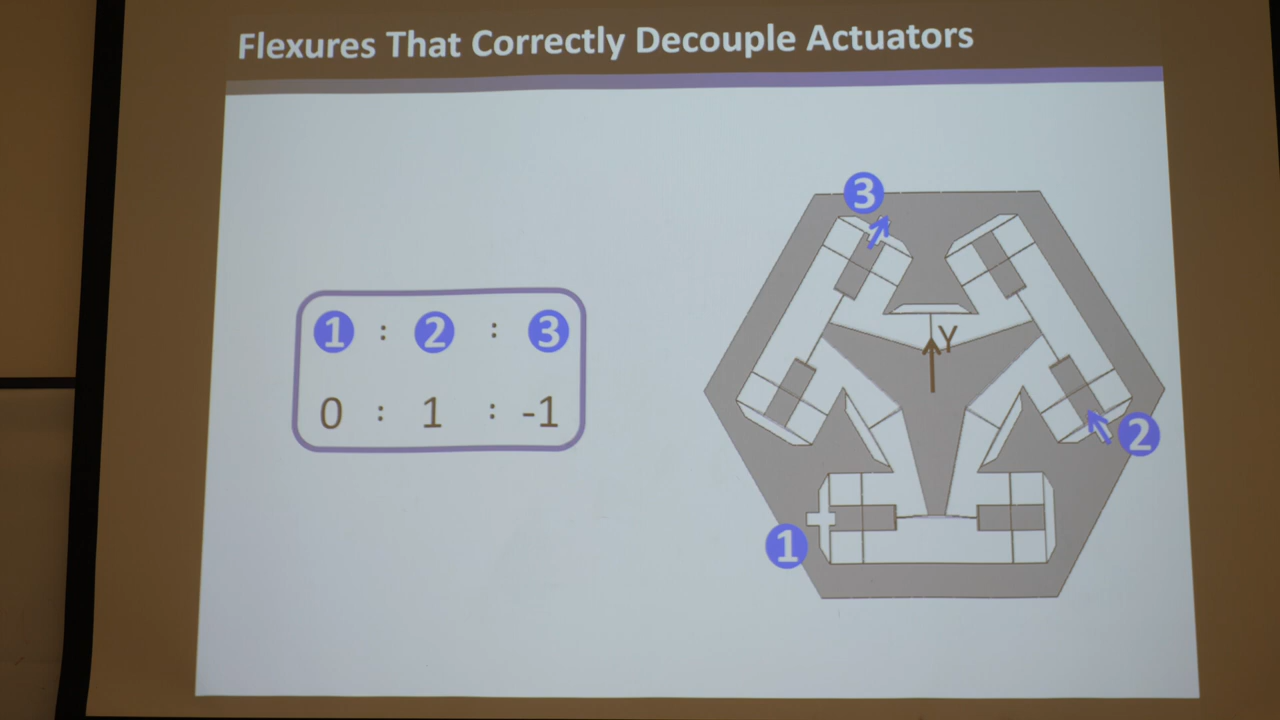 Flexures That Correctly Decouple Actuators
1 : 2 : 3
0 : 1 : -1
3
Y
2
1